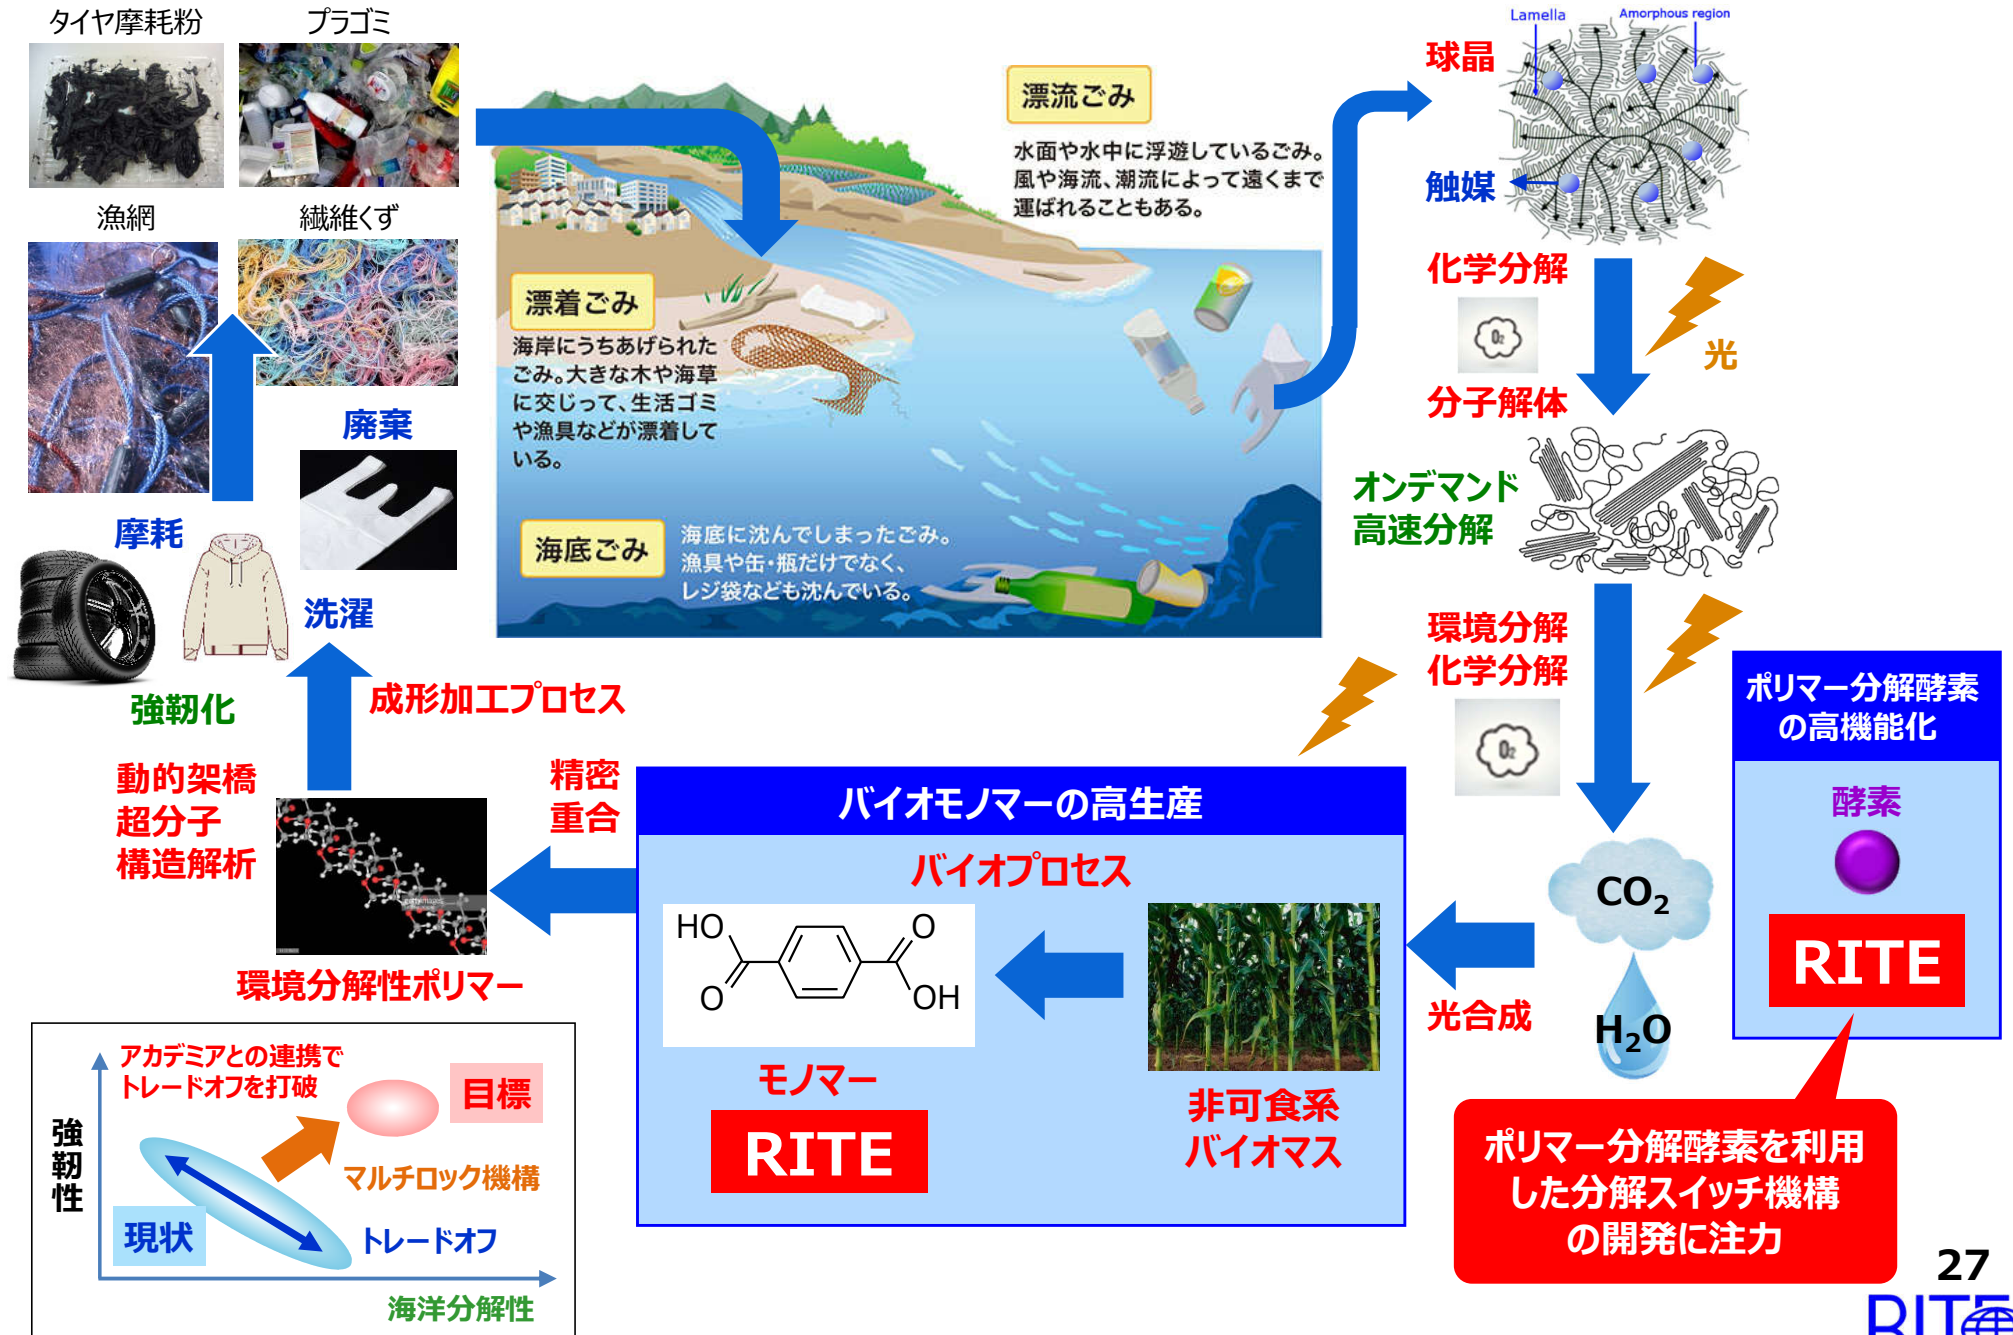 タイヤ摩耗粉
プラゴミ
漁網
繊維くず
廃棄
摩耗
洗濯
強靭化
成形加工プロセス
動的架橋
超分子
構造解析
精密
重合
環境分解性ポリマー
漂流ごみ
水面や水中に浮遊しているごみ。
風や海流、潮流によって遠くまで
運ばれることもある。
漂着ごみ
海岸にうちあげられた
ごみ。大きな木や海草
に交じって、生活ゴミ
や漁具などが漂着して
いる。
海底ごみ
海底に沈んでしまったごみ。
漁具や缶・瓶だけでなく、
レジ袋なども沈んでいる。
Lamella
Amorphous region
球晶
触媒
化学分解
O2
光
分子解体
オンデマンド
高速分解
環境分解
化学分解
O2
ポリマー分解酵素
の高機能化
酵素
RITE
CO2
H2O
光合成
バイオモノマーの高生産
バイオプロセス
HO
O
O
OH
モノマー
RITE
非可食系
バイオマス
ポリマー分解酵素を利用
した分解スイッチ機構
の開発に注力
アカデミアとの連携で
トレードオフを打破
目標
強靭性
マルチロック機構
現状
トレードオフ
海洋分解性
27
RITE